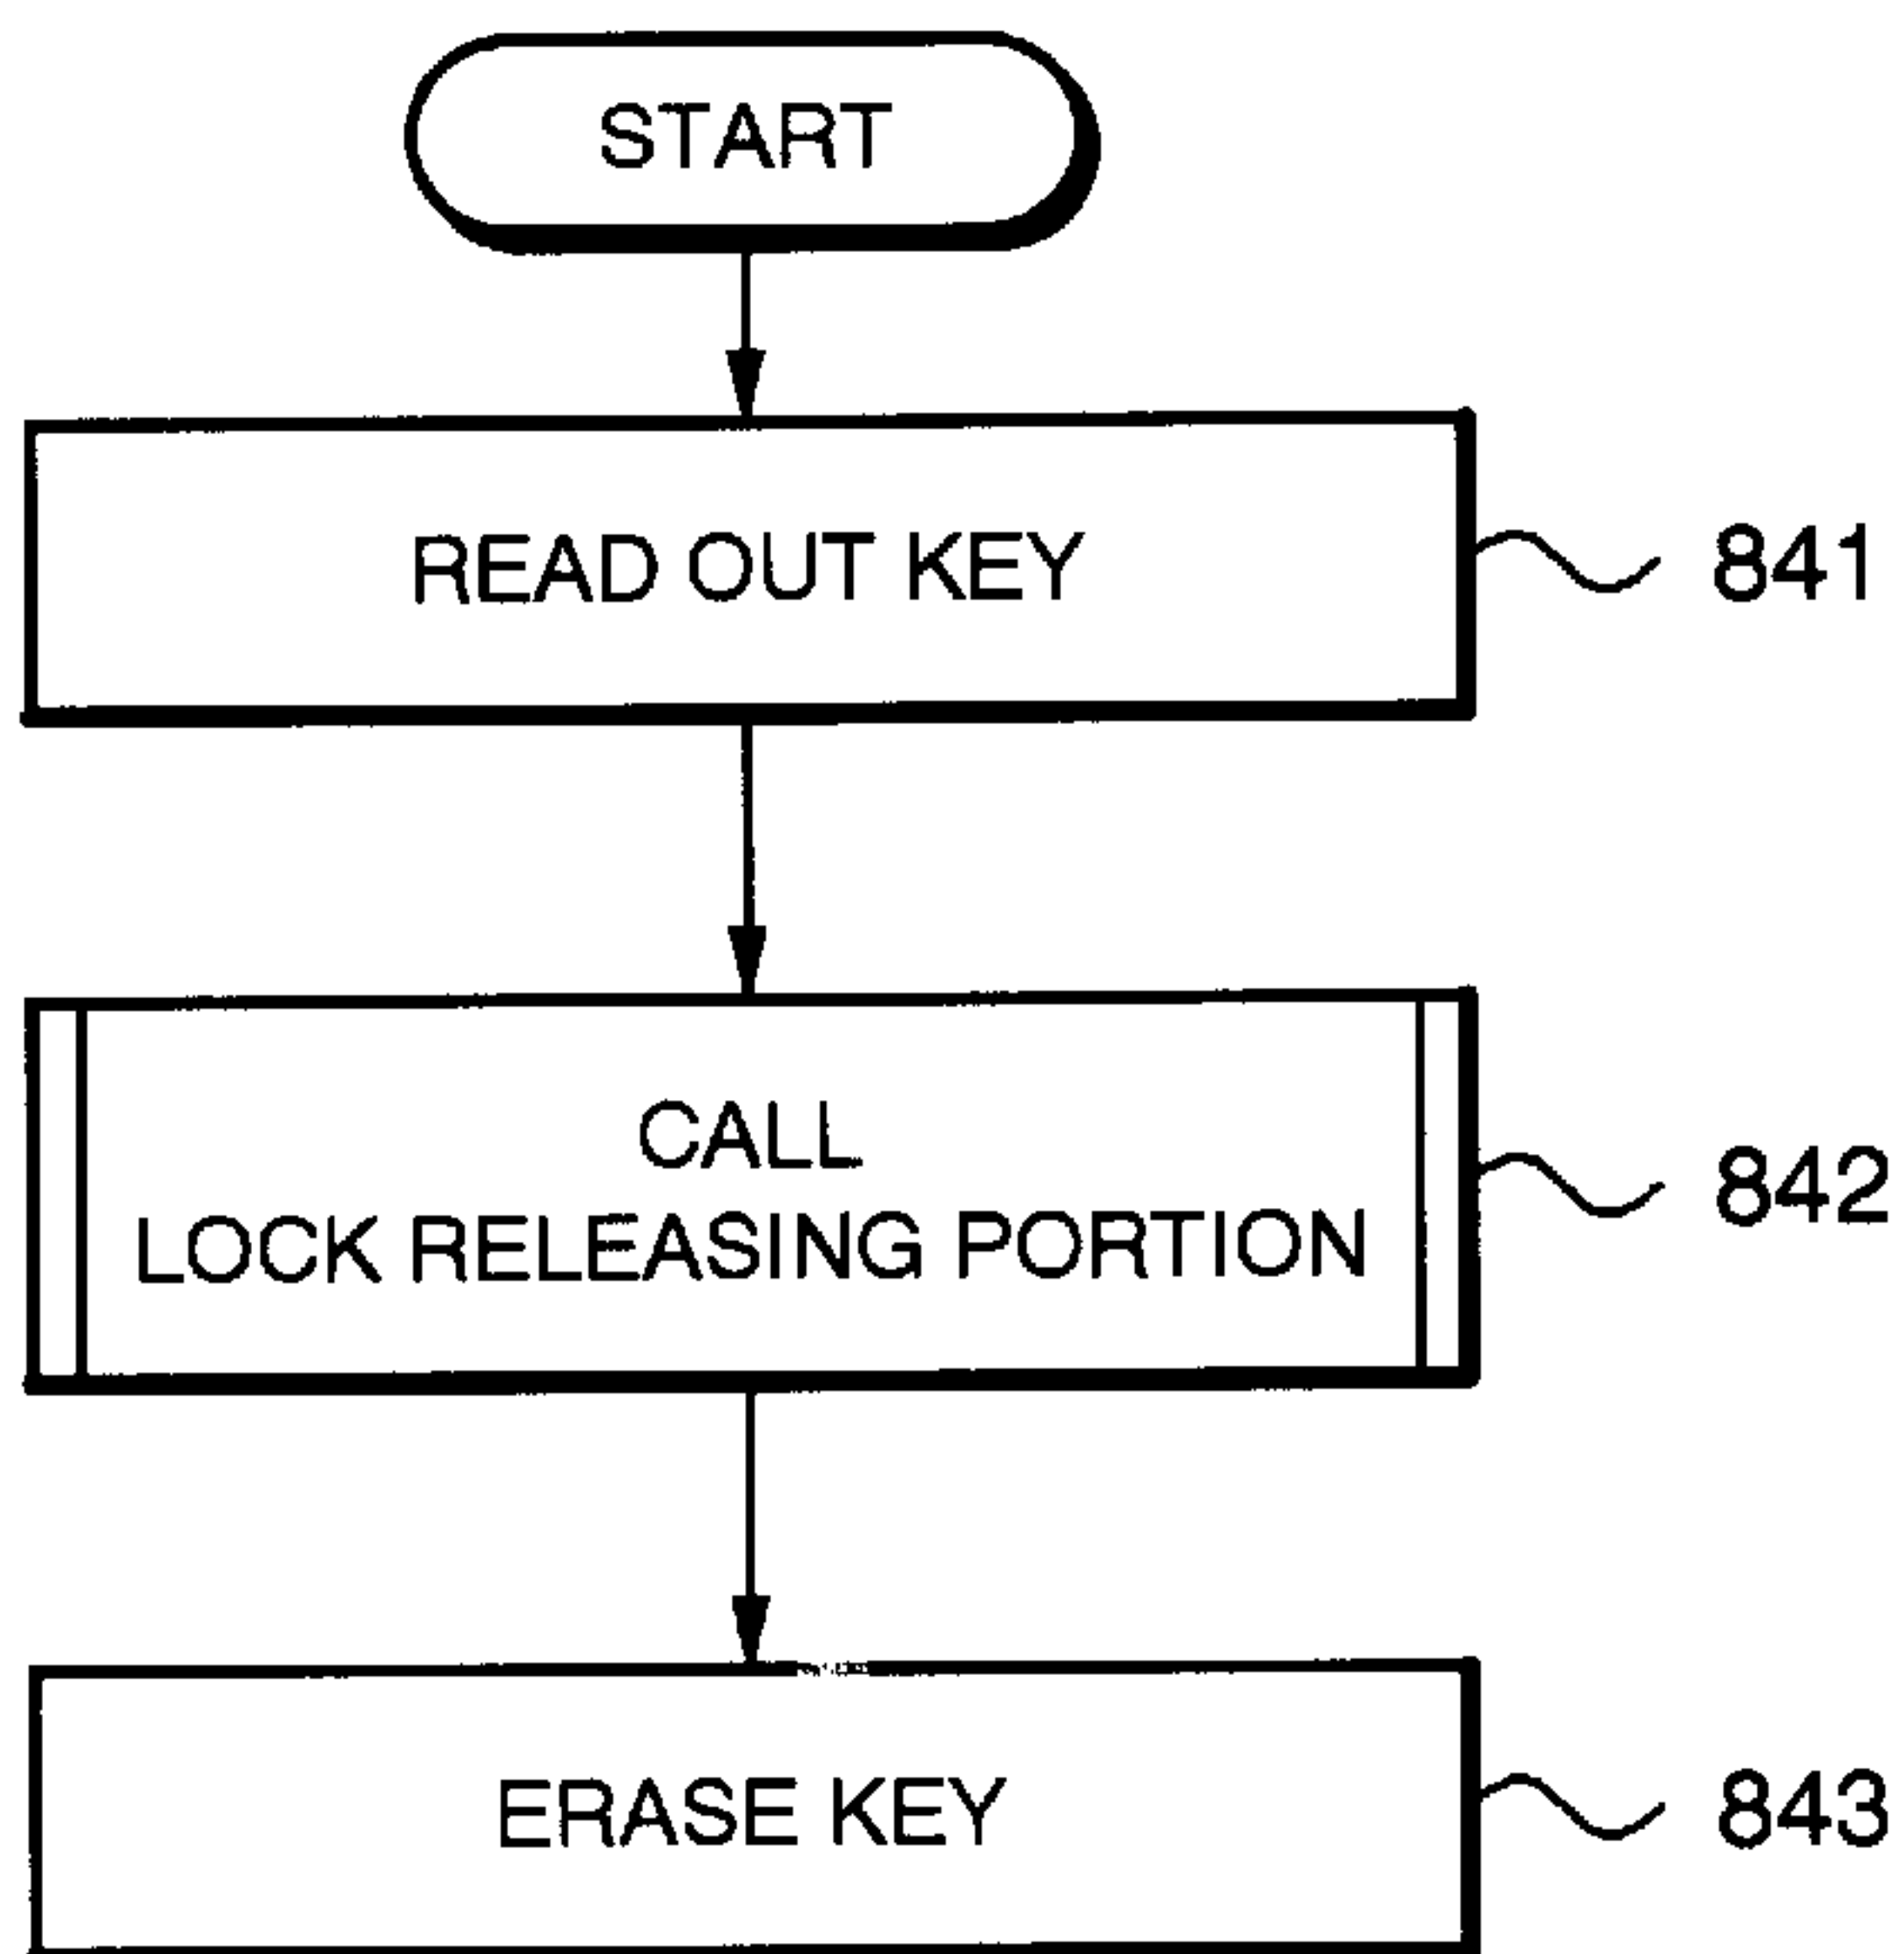 START
READ OUT KEY
841
CALL
LOCK RELEASING PORTION
842
ERASE KEY
843